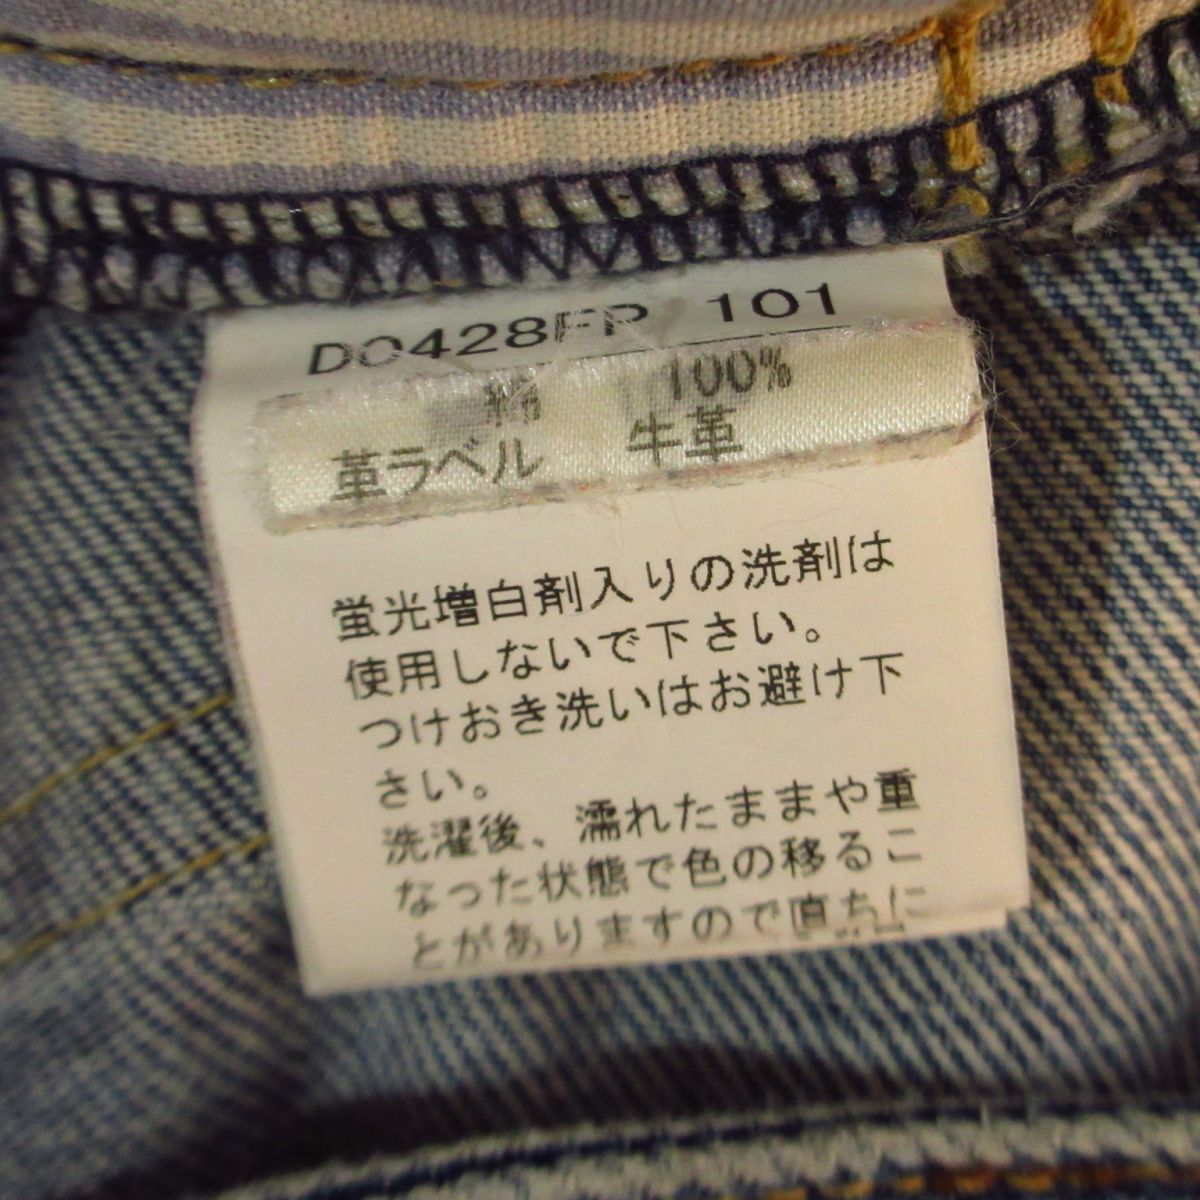 D0428FP 101
綿 100%
革ラベル 牛革
蛍光増白剤入りの洗剤は
使用しないで下さい。
つけおき洗いはお避け下
さい。
洗濯後、濡れたままや重
なった状態で色の移るこ
とがありますので直ちに